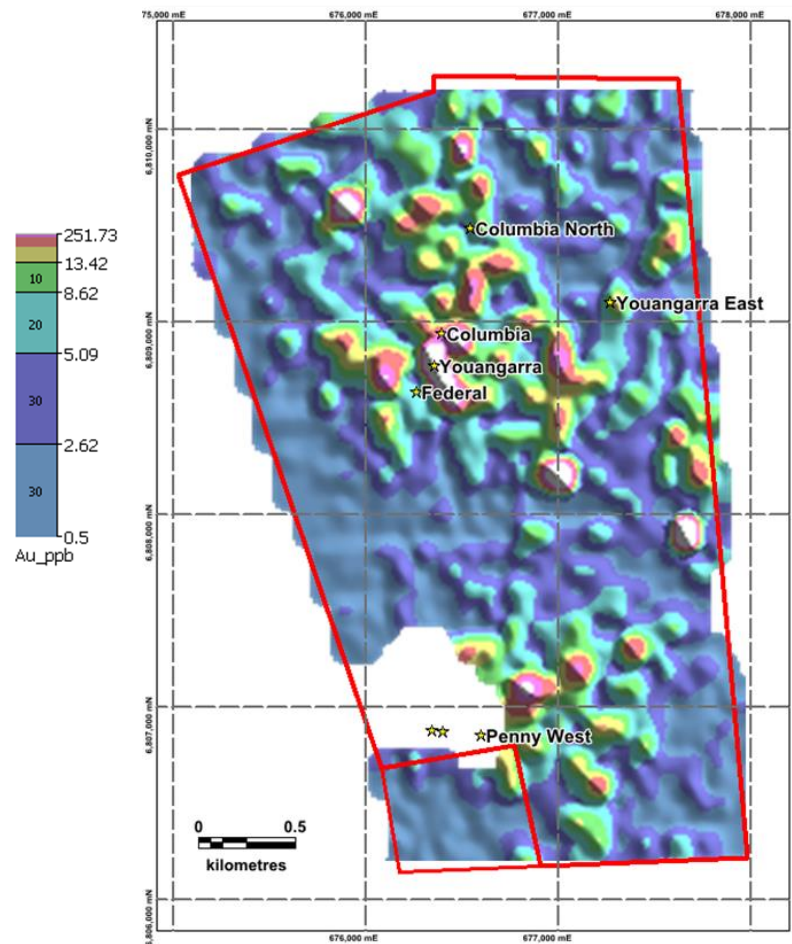 75,000 mE
676,000 mE
677,000 mE
678,000 mE
6,810,000 mN
Columbia North
251.73
13.42
10
8.62
20
5.09
30
2.62
30
0.5
Au_ppb
Youangarra East
6,809,000 mN
Columbia
Youangarra
Federal
6,808,000 mN
6,807,000 mN
Penny West
0
0.5
kilometres
6,806,000 mN
676,000 mE
677,000 mE